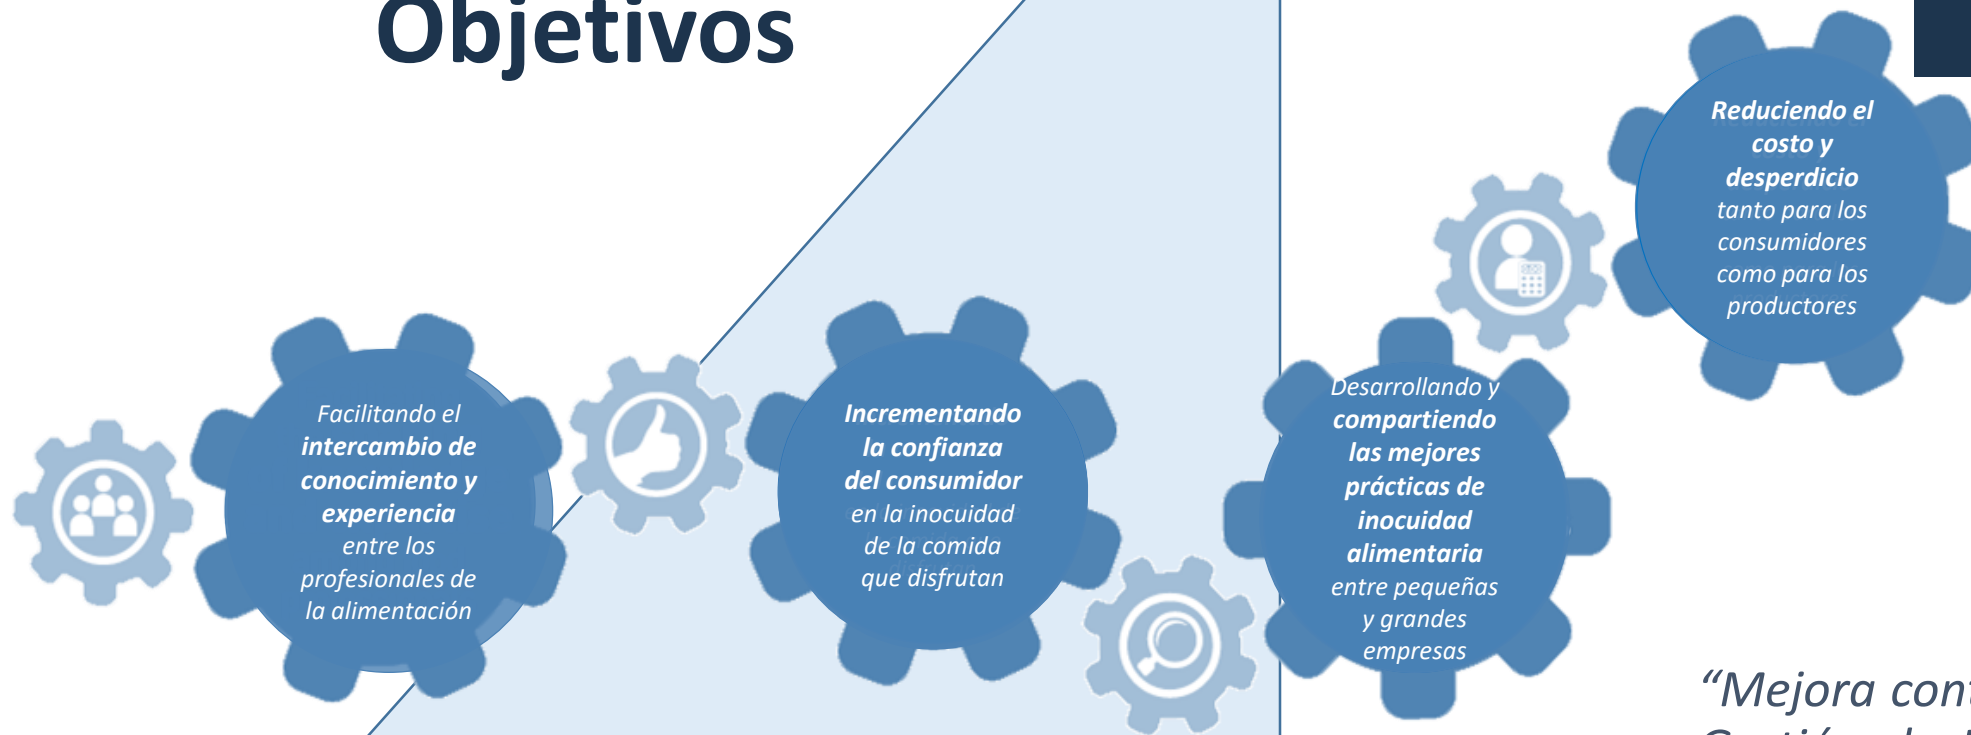 Objetivos
Facilitando el
intercambio de
conocimiento y
experiencia
entre los
profesionales de
la alimentación
Incrementando
la confianza
del consumidor
en la inocuidad
de la comida
que disfrutan
Desarrollando y
compartiendo
las mejores
prácticas de
inocuidad
alimentaria
entre pequeñas
y grandes
empresas
Reduciendo el
costo y
desperdicio
tanto para los
consumidores
como para los
productores
“Mejora